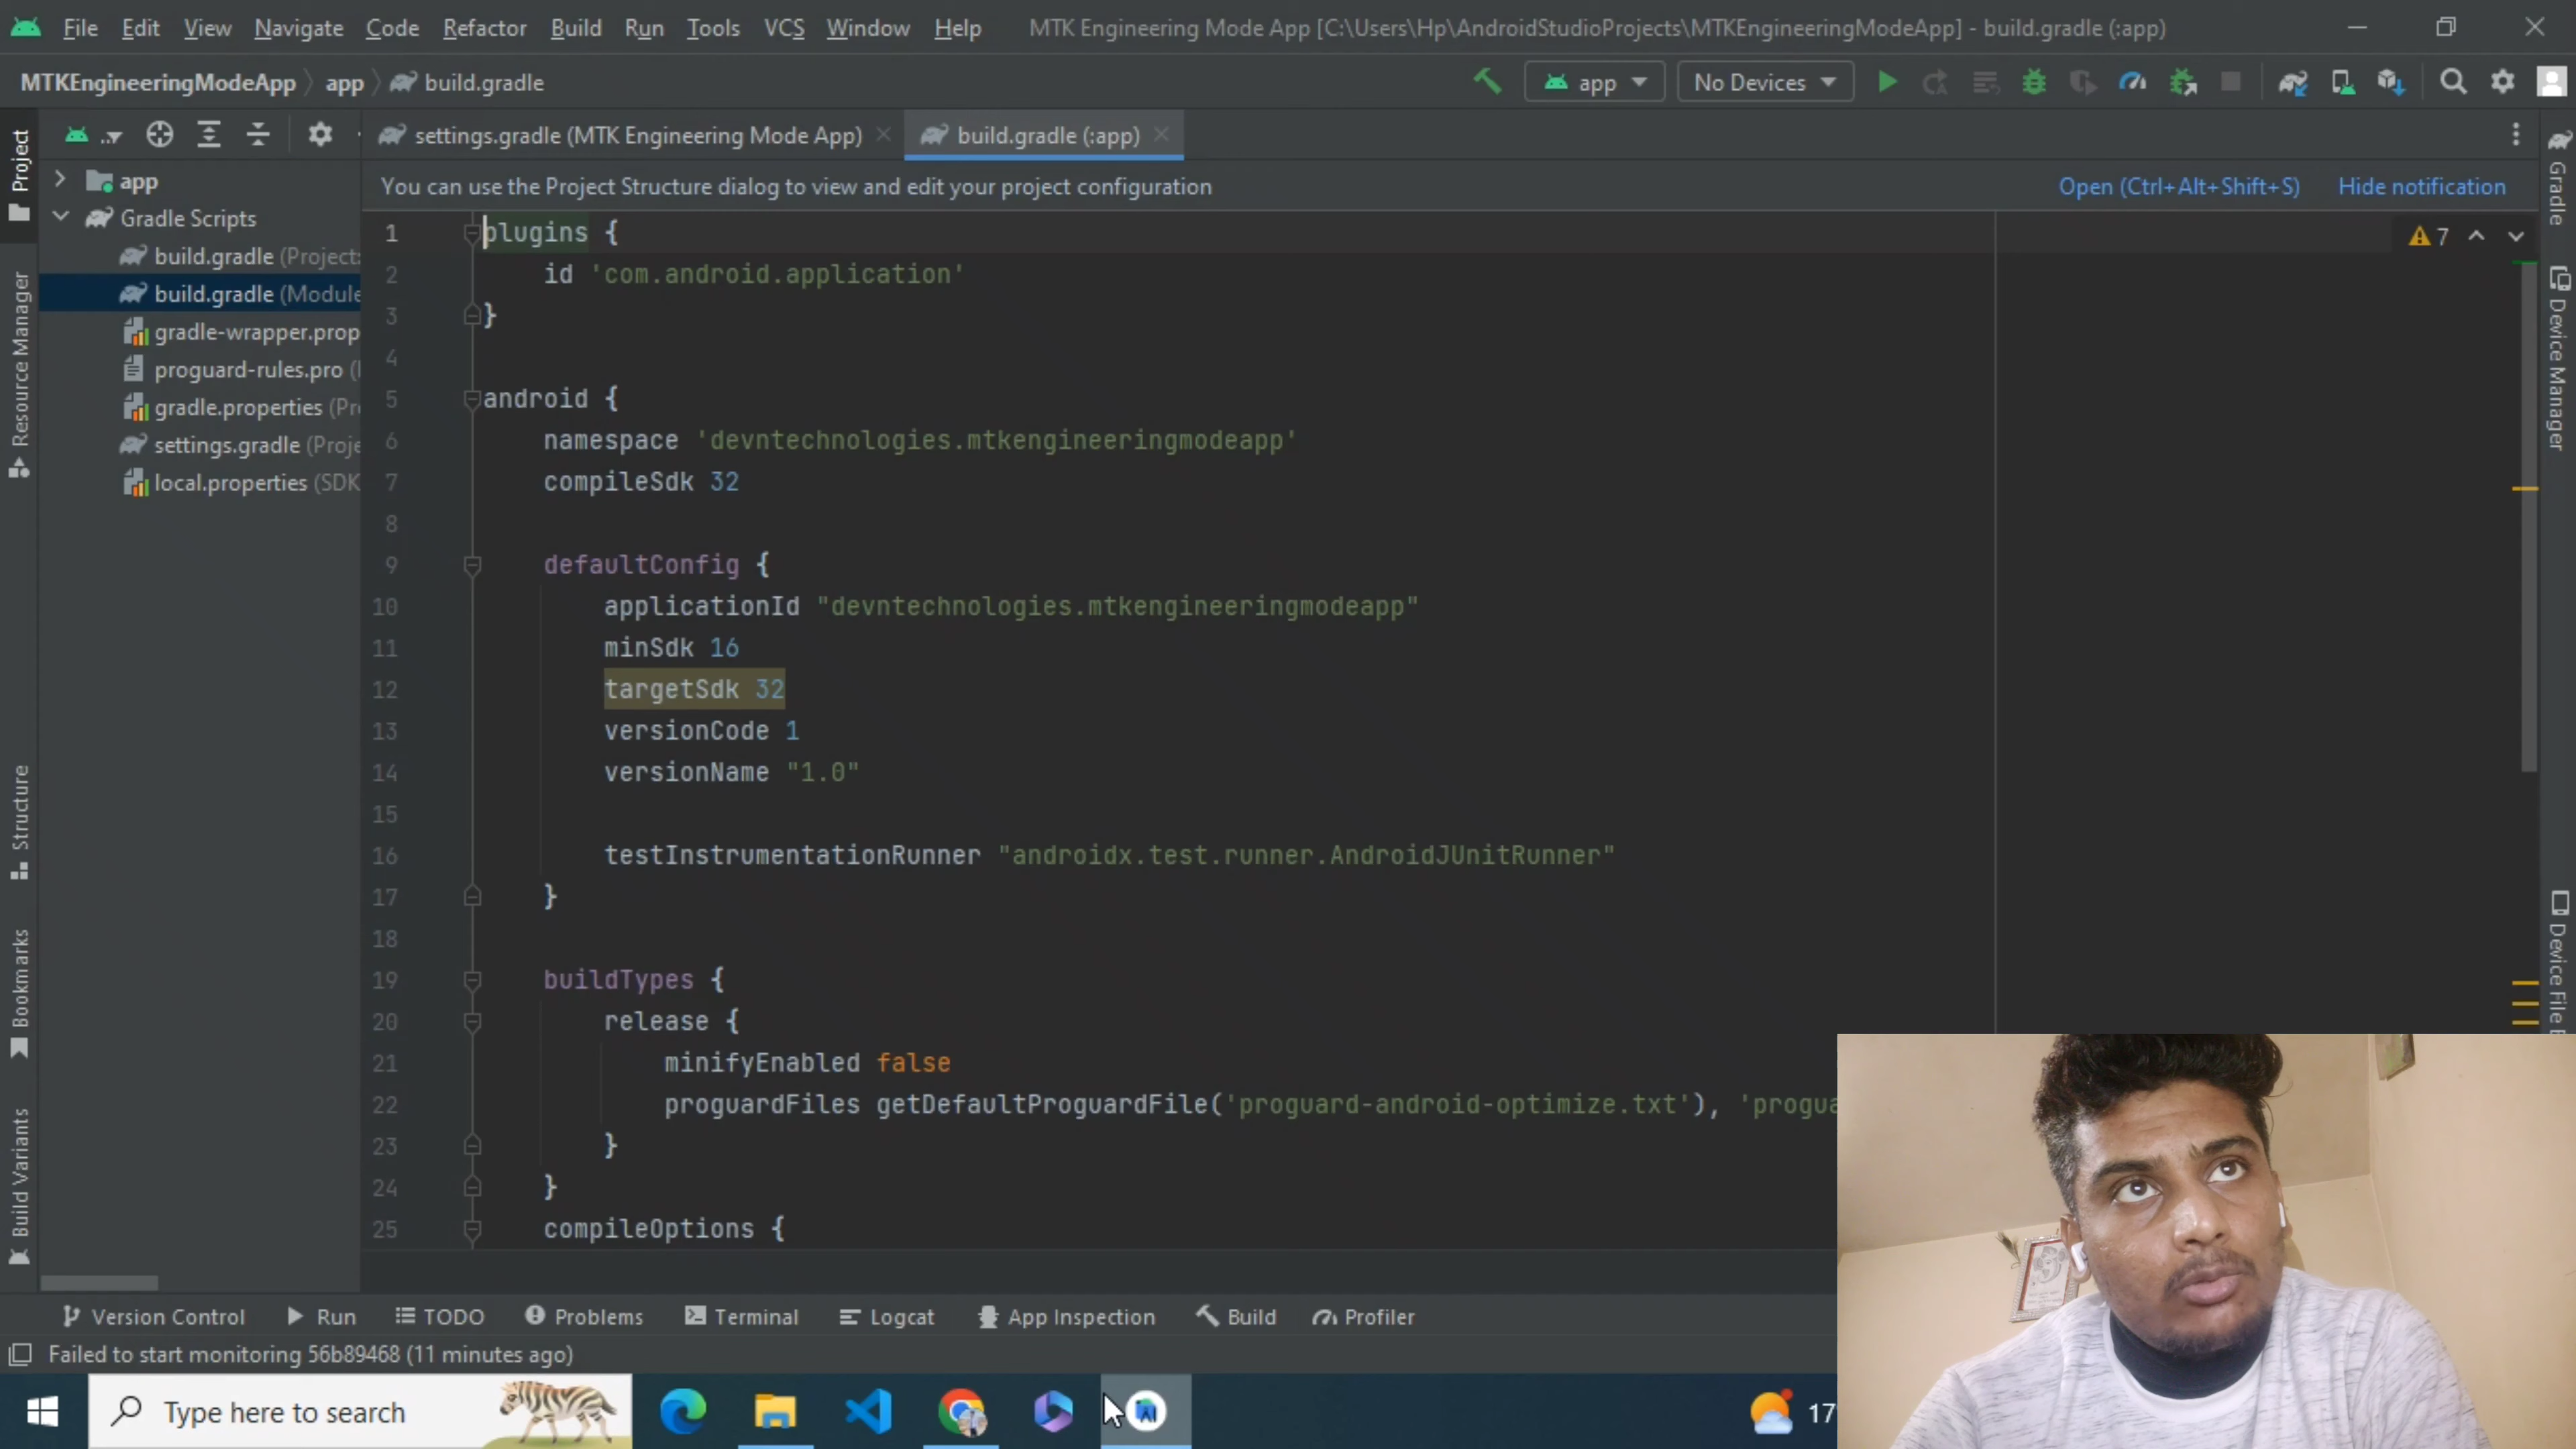 File Edit View Navigate Code Refactor Build Run Tools VCS Window Help MTK Engineering Mode App [C:\Users\Hp\AndroidStudioProjects\MTKEngineeringModeApp] - build.gradle (:app)
MTKEngineeringModeApp app build.gradle
app No Devices
settings.gradle (MTK Engineering Mode App) build.gradle (:app)
You can use the Project Structure dialog to view and edit your project configuration Open (Ctrl+Alt+Shift+S) Hide notification
Project
Resource Manager
Structure
Bookmarks
Build Variants
app
Gradle Scripts
build.gradle (Project:
build.gradle (Module
gradle-wrapper.prop
proguard-rules.pro (
gradle.properties (Pr
settings.gradle (Proje
local.properties (SDK
7
1 plugins {
2 id 'com.android.application'
3 }
4
5 android {
6 namespace 'devntechnologies.mtkengineeringmodeapp'
7 compileSdk 32
8
9 defaultConfig {
10 applicationId "devntechnologies.mtkengineeringmodeapp"
11 minSdk 16
12 targetSdk 32
13 versionCode 1
14 versionName "1.0"
15
16 testInstrumentationRunner "androidx.test.runner.AndroidJUnitRunner"
17 }
18
19 buildTypes {
20 release {
21 minifyEnabled false
22 proguardFiles getDefaultProguardFile('proguard-android-optimize.txt'), 'progua
23 }
24 }
25 compileOptions {
Gradle
Device Manager
Device File
Version Control Run TODO Problems Terminal Logcat App Inspection Build Profiler
Failed to start monitoring 56b89468 (11 minutes ago)
Type here to search
17